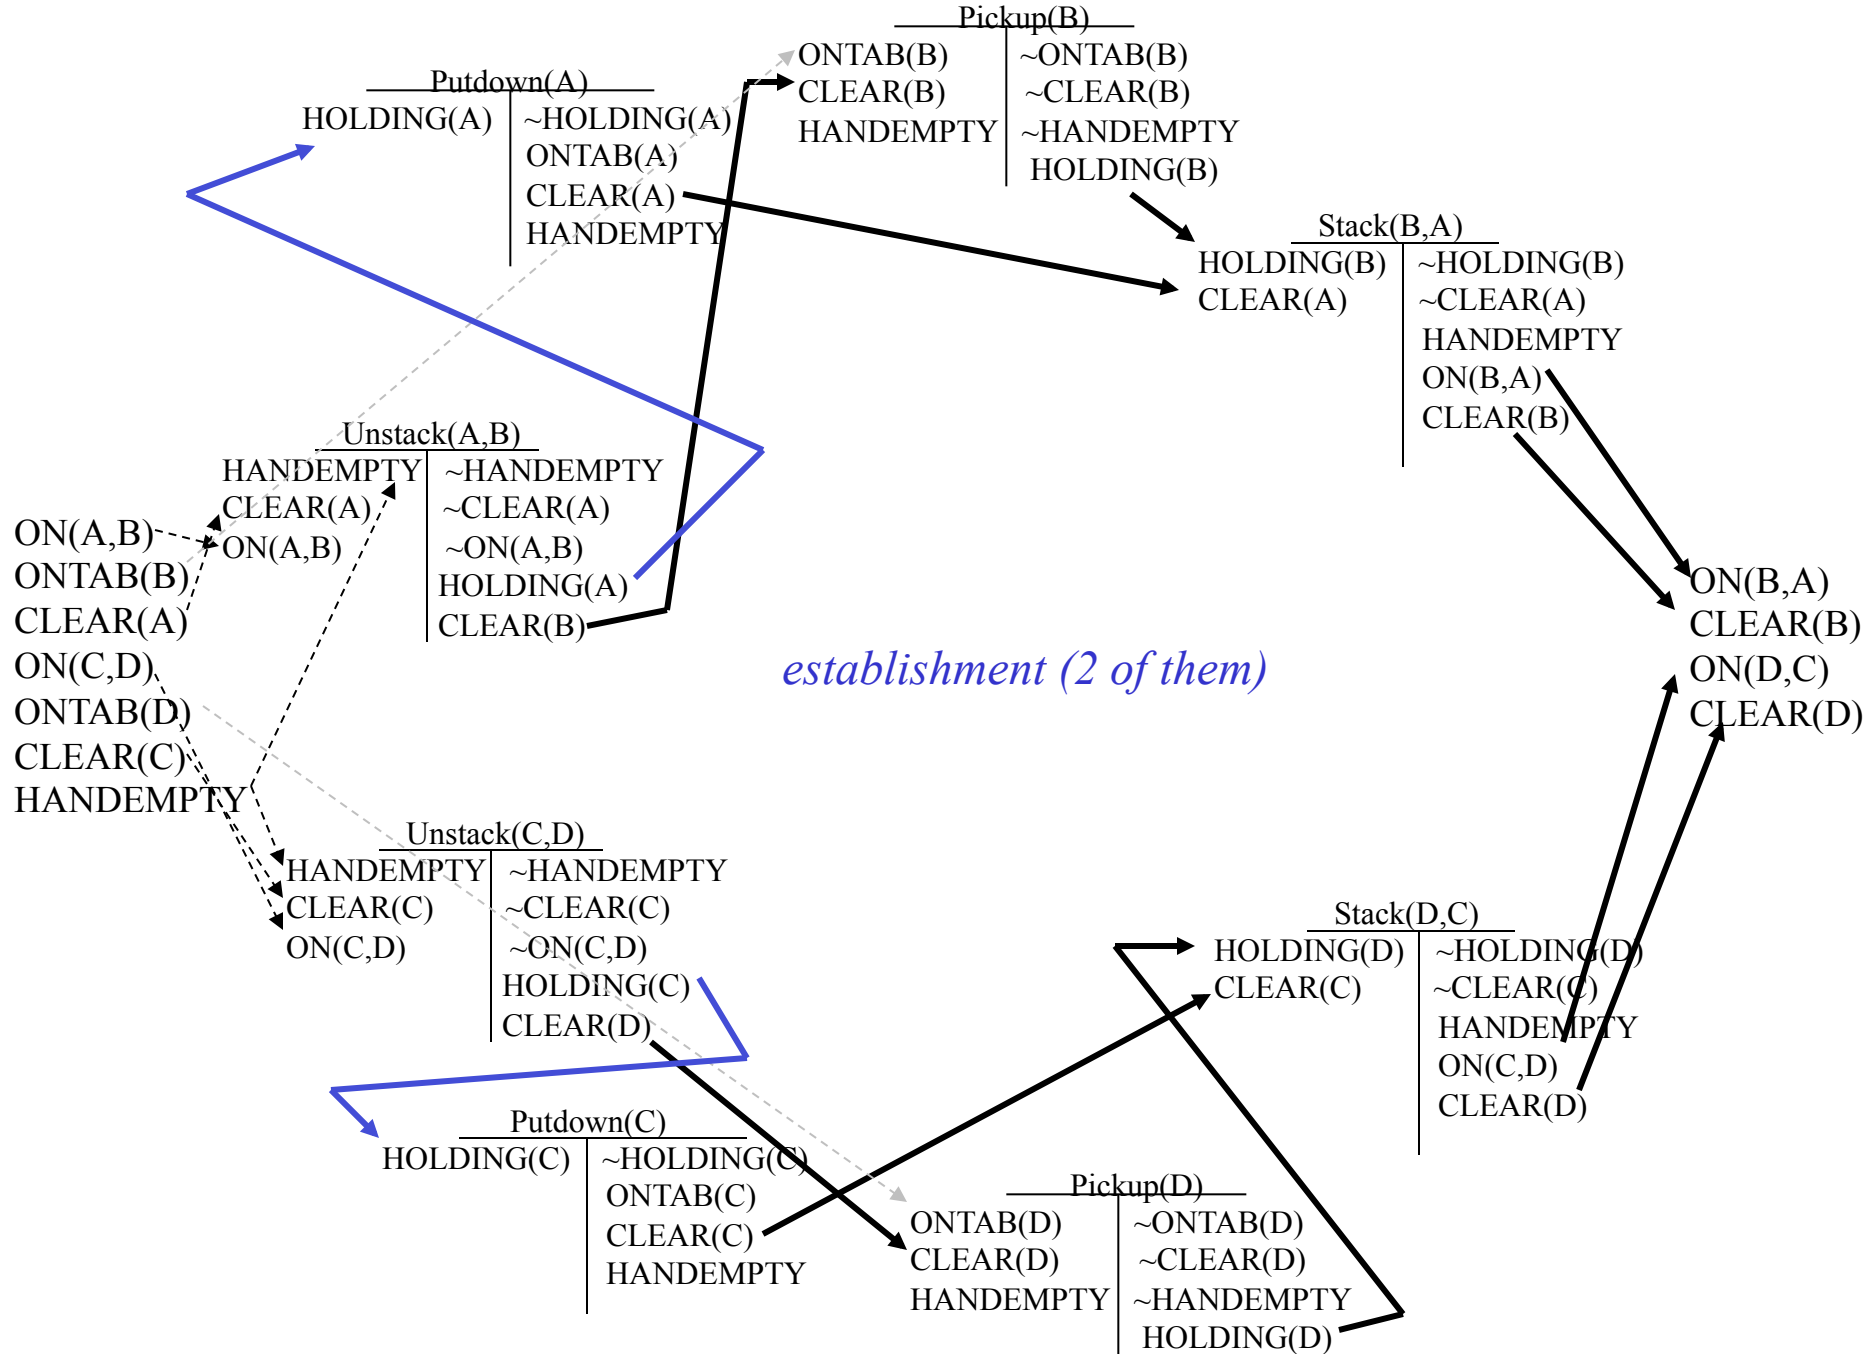 Pickup(B)
ONTAB(B) ~ONTAB(B)
CLEAR(B) ~CLEAR(B)
HANDEMPTY ~HANDEMPTY
HOLDING(B)
Putdown(A)
HOLDING(A) ~HOLDING(A)
ONTAB(A)
CLEAR(A)
HANDEMPTY
Stack(B,A)
HOLDING(B) ~HOLDING(B)
CLEAR(A) ~CLEAR(A)
HANDEMPTY
ON(B,A)
CLEAR(B)
Unstack(A,B)
HANDEMPTY ~HANDEMPTY
CLEAR(A) ~CLEAR(A)
ON(A,B) ~ON(A,B)
HOLDING(A)
CLEAR(B)
ON(A,B)
ONTAB(B)
CLEAR(A)
ON(C,D)
ONTAB(D)
CLEAR(C)
HANDEMPTY
establishment (2 of them)
ON(B,A)
CLEAR(B)
ON(D,C)
CLEAR(D)
Unstack(C,D)
HANDEMPTY ~HANDEMPTY
CLEAR(C) ~CLEAR(C)
ON(C,D) ~ON(C,D)
HOLDING(C)
CLEAR(D)
Stack(D,C)
HOLDING(D) ~HOLDING(D)
CLEAR(C) ~CLEAR(C)
HANDEMPTY
ON(C,D)
CLEAR(D)
Putdown(C)
HOLDING(C) ~HOLDING(C)
ONTAB(C)
CLEAR(C)
HANDEMPTY
Pickup(D)
ONTAB(D) ~ONTAB(D)
CLEAR(D) ~CLEAR(D)
HANDEMPTY ~HANDEMPTY
HOLDING(D)